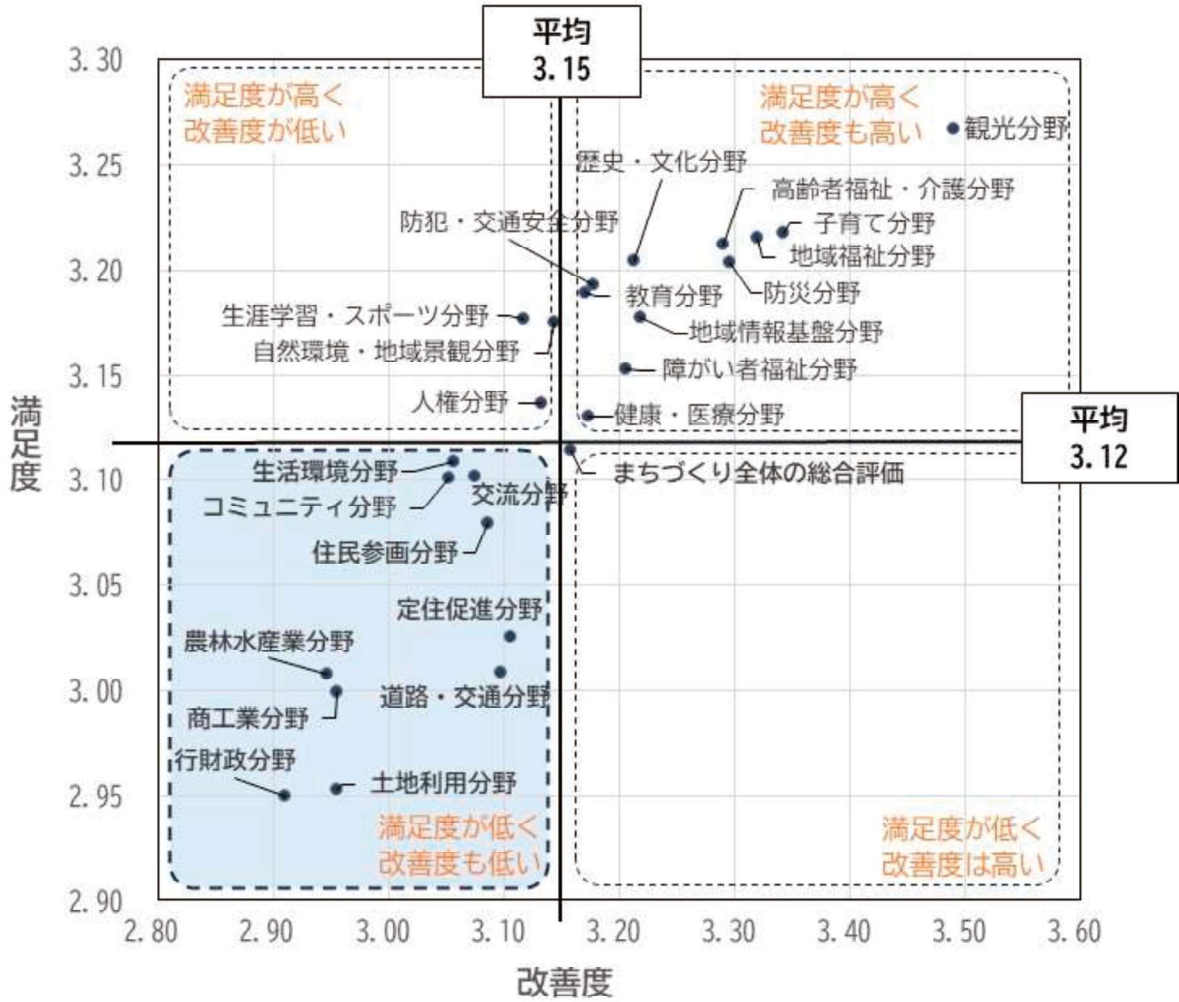 平均
3.15
3.30
満足度が高く
改善度が低い
満足度が高く
改善度も高い
観光分野
3.25
歴史・文化分野
高齢者福祉・介護分野
防犯・交通安全分野
子育て分野
地域福祉分野
3.20
防災分野
教育分野
生涯学習・スポーツ分野
地域情報基盤分野
自然環境・地域景観分野
3.15
障がい者福祉分野
人権分野
健康・医療分野
平均
3.12
満足度
生活環境分野
まちづくり全体の総合評価
3.10
交流分野
コミュニティ分野
住民参画分野
3.05
定住促進分野
農林水産業分野
3.00
道路・交通分野
商工業分野
行財政分野
土地利用分野
2.95
満足度が低く
改善度も低い
満足度が低く
改善度は高い
2.90
2.80 2.90 3.00 3.10 3.20 3.30 3.40 3.50 3.60
改善度